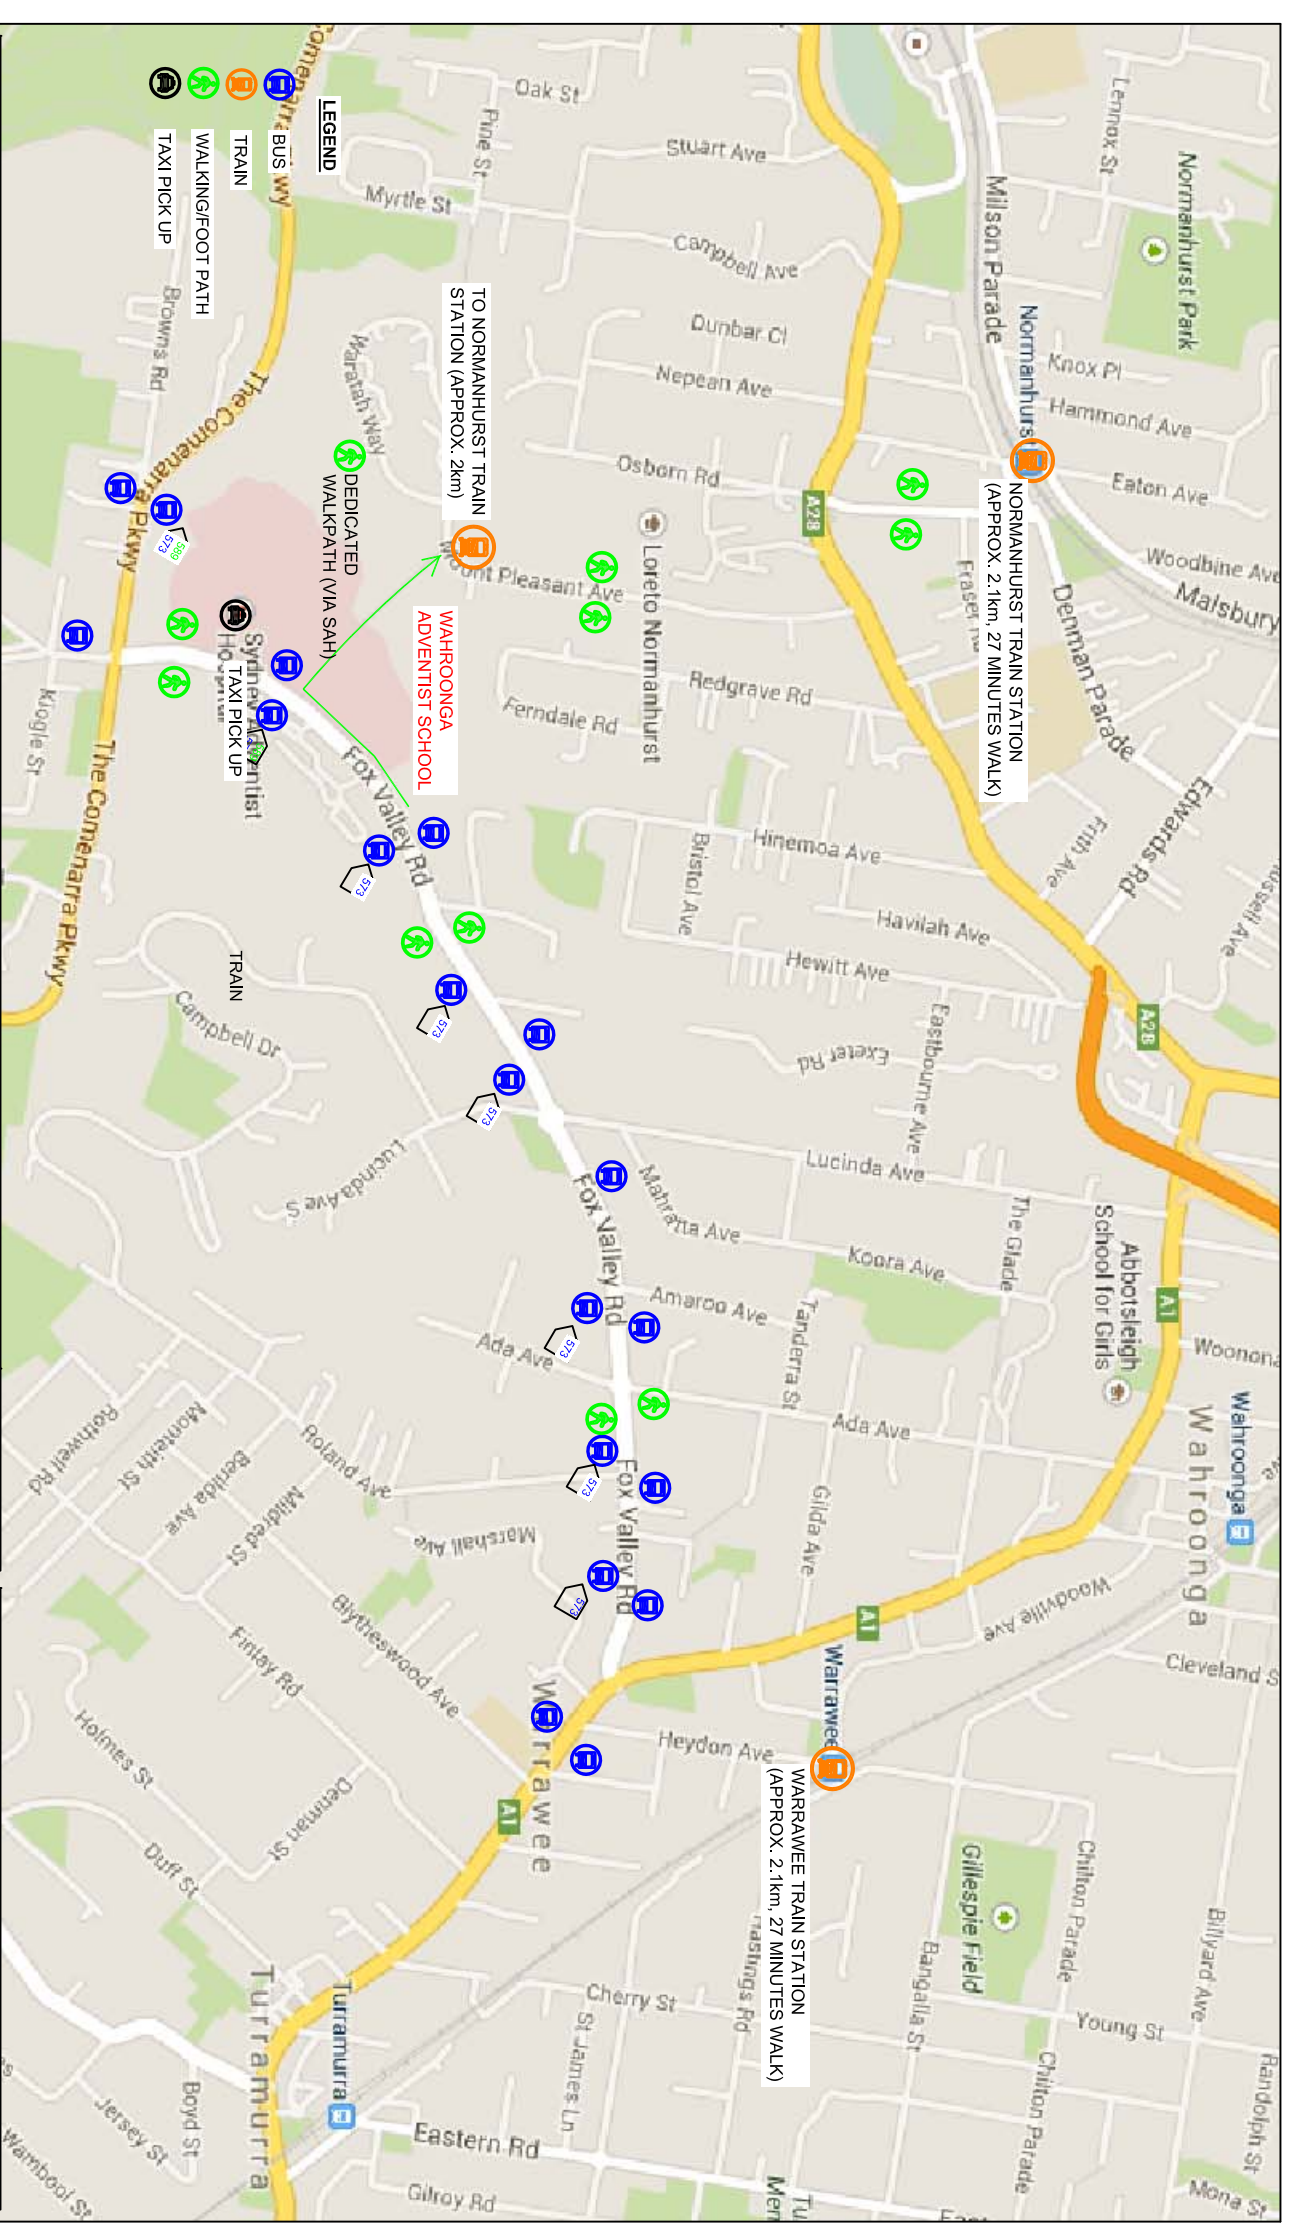 LEGEND
BUS
TRAIN
WALKING/FOOT PATH
TAXI PICK UP
Normanhurst Park
Lennox St
Milson Parade
Oak St
Pine St
Stuart Ave
Myrtle St
Campbell Ave
Dunbar Cl
Nepean Ave
Knox Pl
Hammond Ave
Eaton Ave
Woodbine Ave
Malsbury
Normanhurst
NORMANHURST TRAIN STATION
(APPROX. 2.1km, 27 MINUTES WALK)
TO NORMANHURST TRAIN
STATION (APPROX. 2km)
Browns Rd
Waratah Way
The Comenarra Pkwy
Osborn Rd
A28
Denman Parade
Loreto Normanhurst
Mount Pleasant Ave
DEDICATED
WALKPATH (VIA SAH)
WAHROONGA
ADVENTIST SCHOOL
589
573
TAXI PICK UP
Sydney Adventist
Redgrave Rd
Ferndale Rd
Kiogle St
The Comenarra Pkwy
Fox Valley Rd
573
Hinemoa Ave
Bristol Ave
Frith Ave
Edwards Rd
Havilah Ave
Hewitt Ave
A28
Eastbourne Ave
Exeter Rd
TRAIN
Campbell Dr
573
573
Lucinda Ave S
Lucinda Ave
Mahratta Ave
Koora Ave
The Glade
Abbotsleigh
School for Girls
A1
Woonona
Fox Valley Rd
Amaroo Ave
Tanderra St
Ada Ave
573
Ada Ave
Wahroonga
Wahroonga
Rothwell Rd
Monteith St
Berilda Ave
Mildred St
Roland Ave
573
Fox Valley Rd
Gilda Ave
Marshall Ave
573
Woodville Ave
A1
Cleveland S
Blytheswood Ave
Finlay Rd
Holmes St
Denman St
Duff St
Warrawee
A1
Heydon Ave
Warrawee
WARRAWEE TRAIN STATION
(APPROX. 2.1km, 27 MINUTES WALK)
Gillespie Field
Chilton Parade
Billyard Ave
Bangalla St
Hastings Rd
Cherry St
St James Ln
Young St
Chilton Parade
Randolph St
Mona St
Turramurra
Turramurra
Eastern Rd
Gilroy Rd
Boyd St
Jersey St
Wambool St
Tu
Mem